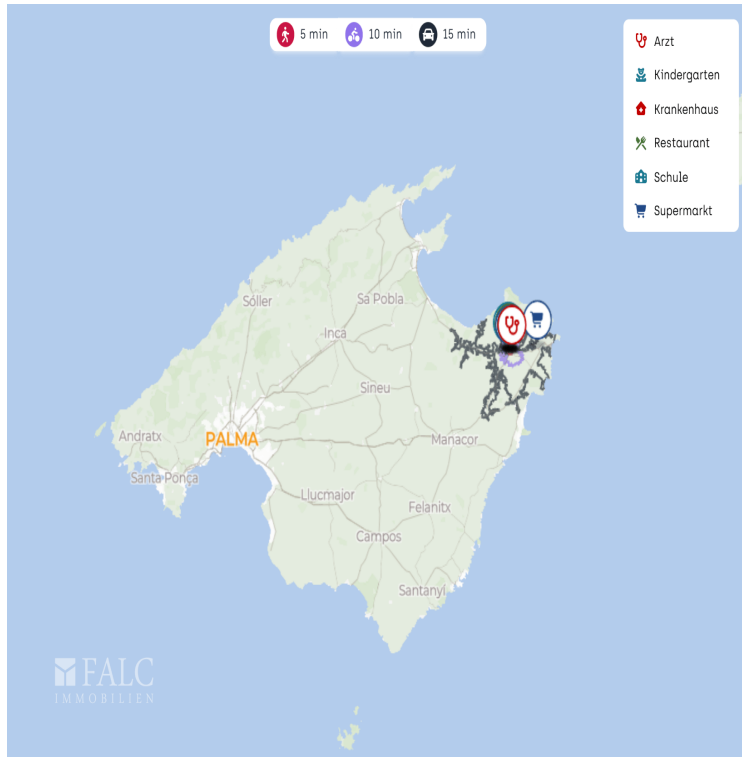 5 min
10 min
15 min
Arzt
Kindergarten
Krankenhaus
Restaurant
Schule
Supermarkt
Sóller
Sa Pobla
Inca
Sineu
Andratx
PALMA
Manacor
Santa Ponça
Llucmajor
Felanitx
Campos
Santanyí
FALC
IMMOBILIEN